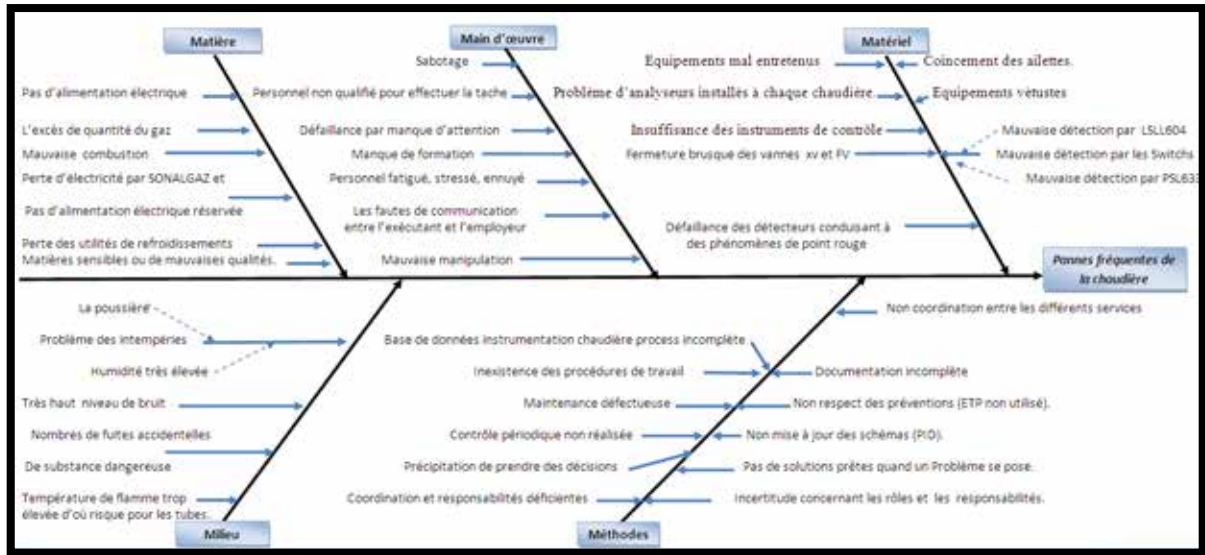 Matière
Pas d'alimentation électrique
L'excés de quantité du gaz
Mauvaise combustion
Perte d'électricité par SONALGAZ et
Pas d'alimentation électrique réservée
Perte des utilités de refroidissements
Matières sensibles ou de mauvaises qualités.
Main d'œuvre
Sabotage
Personnel non qualifié pour effectuer la tache
Défaillance par manque d'attention
Manque de formation
Personnel fatigué, stressé, ennuyé
Les fautes de communication
entre l'exécutant et l'employeur
Mauvaise manipulation
Matériel
Equipements mal entretenus
Coincement des ailettes.
Problème d'analyseurs installés à chaque chaudière
Equipements vétustes
Insuffisance des instruments de contrôle
Fermeture brusque des vannes xv et FV
Mauvaise détection par LSLL604
Mauvaise détection par les Switchs
Mauvaise détection par PSL633
Défaillance des détecteurs conduisant à
des phénomènes de point rouge
Pannes fréquentes de
la chaudière
La poussière
Problème des intempéries
Humidité très élevée
Très haut niveau de bruit
Nombres de fuites accidentelles
De substance dangereuse
Température de flamme trop
élevée d'où risque pour les tubes.
Milieu
Non coordination entre les différents services
Base de données instrumentation chaudière process incomplète
Inexistence des procédures de travail
Documentation incomplète
Maintenance défectueuse
Non respect des préventions (ETP non utilisé).
Contrôle périodique non réalisée
Non mise à jour des schémas (PID).
Précipitation de prendre des décisions
Pas de solutions prêtes quand un Problème se pose.
Coordination et responsabilités déficientes
Incertitude concernant les rôles et les responsabilités.
Méthodes